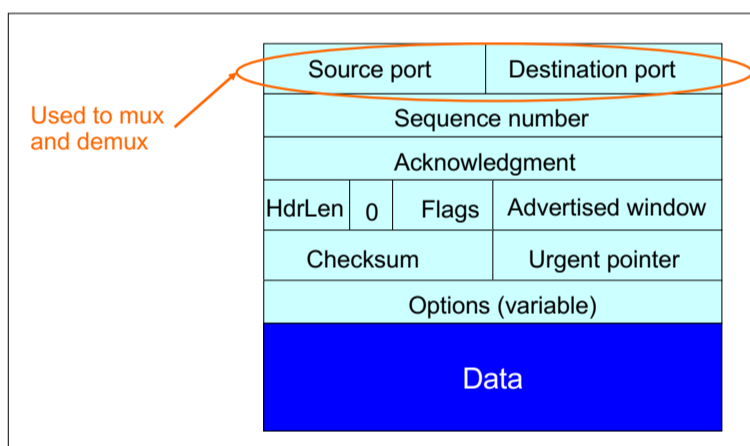 Source port
Destination port
Used to mux
and demux
Sequence number
Acknowledgment
HdrLen
0
Flags
Advertised window
Checksum
Urgent pointer
Options (variable)
Data